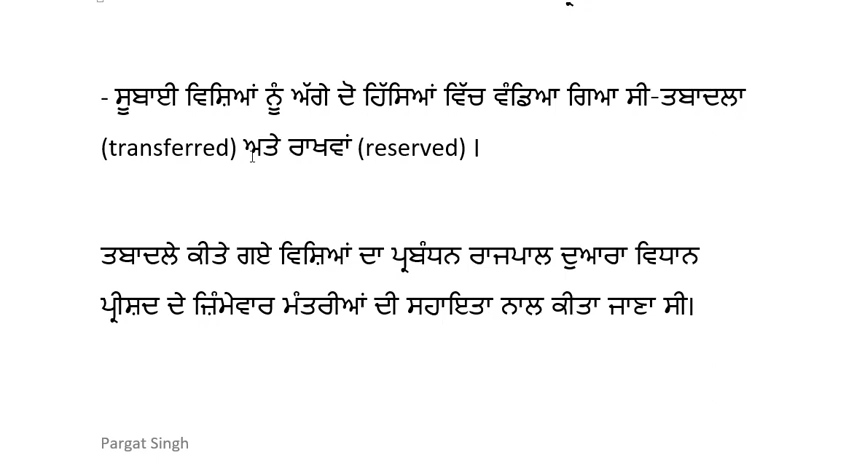 - ਸੂਬਾਈ ਵਿਸ਼ਿਆਂ ਨੂੰ ਅੱਗੇ ਦੋ ਹਿੱਸਿਆਂ ਵਿੱਚ ਵੰਡਿਆ ਗਿਆ ਸੀ-ਤਬਾਦਲਾ
(transferred) ਅਤੇ ਰਾਖਵਾਂ (reserved) ।
ਤਬਾਦਲੇ ਕੀਤੇ ਗਏ ਵਿਸ਼ਿਆਂ ਦਾ ਪ੍ਰਬੰਧਨ ਰਾਜਪਾਲ ਦੁਆਰਾ ਵਿਧਾਨ
ਪ੍ਰੀਸ਼ਦ ਦੇ ਜ਼ਿੰਮੇਵਾਰ ਮੰਤਰੀਆਂ ਦੀ ਸਹਾਇਤਾ ਨਾਲ ਕੀਤਾ ਜਾਣਾ ਸੀ।
Pargat Singh